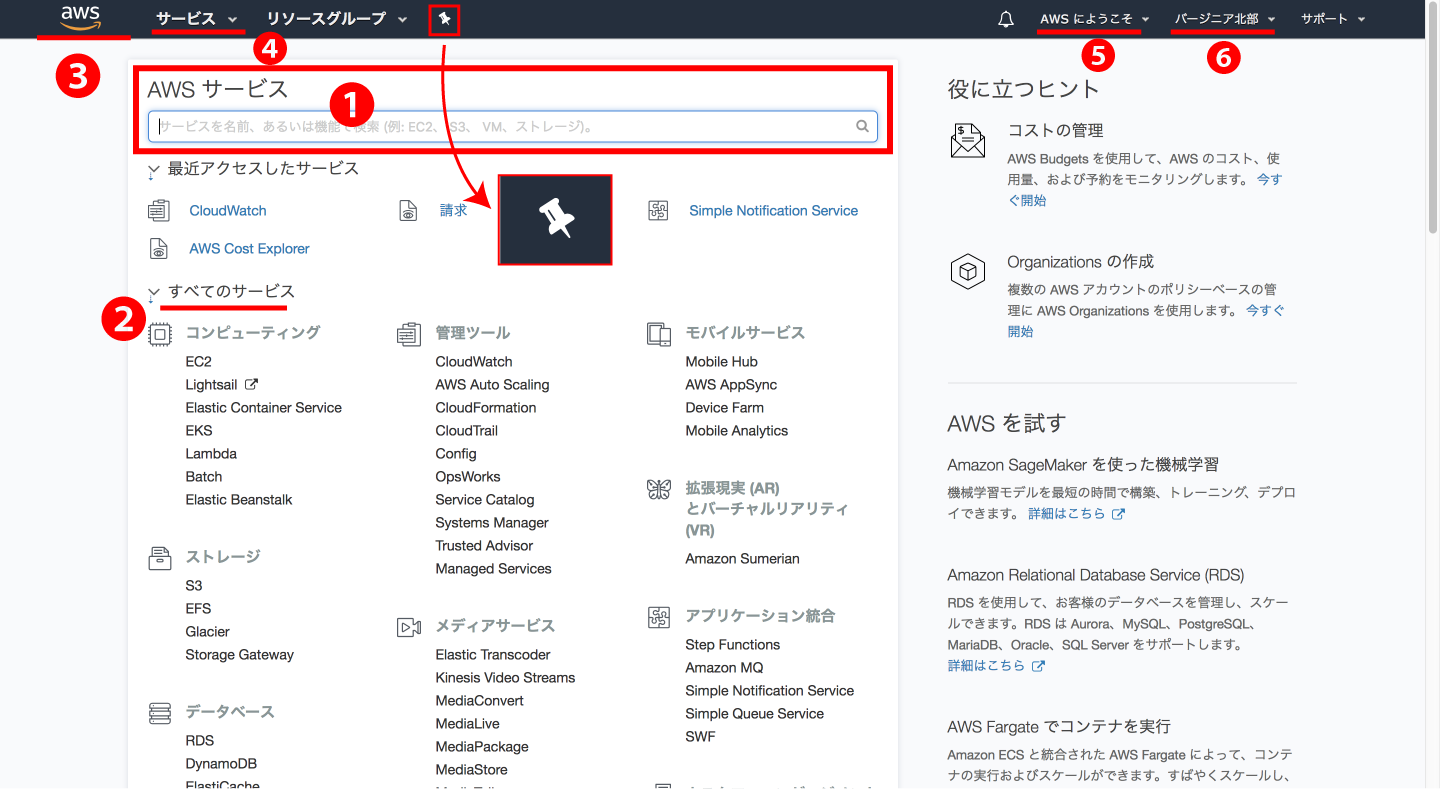 aws
サービス
リソースグループ
AWS にようこそ
バージニア北部
サポート
3
4
5
6
AWS サービス
1
サービスを名前、あるいは機能で検索 (例: EC2、S3、 VM、ストレージ)。
最近アクセスしたサービス
CloudWatch
請求
Simple Notification Service
AWS Cost Explorer
すべてのサービス
2
コンピューティング
EC2
Lightsail
Elastic Container Service
EKS
Lambda
Batch
Elastic Beanstalk
ストレージ
S3
EFS
Glacier
Storage Gateway
データベース
RDS
DynamoDB
ElastiCache
管理ツール
CloudWatch
AWS Auto Scaling
CloudFormation
CloudTrail
Config
OpsWorks
Service Catalog
Systems Manager
Trusted Advisor
Managed Services
メディアサービス
Elastic Transcoder
Kinesis Video Streams
MediaConvert
MediaLive
MediaPackage
MediaStore
モバイルサービス
Mobile Hub
AWS AppSync
Device Farm
Mobile Analytics
拡張現実 (AR)
とバーチャルリアリティ
(VR)
Amazon Sumerian
アプリケーション統合
Step Functions
Amazon MQ
Simple Notification Service
Simple Queue Service
SWF
役に立つヒント
コストの管理
AWS Budgets を使用して、AWS のコスト、使
用量、および予約をモニタリングします。 今す
ぐ開始
Organizations の作成
複数の AWS アカウントのポリシーベースの管
理に AWS Organizations を使用します。 今すぐ
開始
AWS を試す
Amazon SageMaker を使った機械学習
機械学習モデルを最短の時間で構築、トレーニング、デプロ
イできます。 詳細はこちら
Amazon Relational Database Service (RDS)
RDS を使用して、お客様のデータベースを管理し、スケー
ルできます。RDS は Aurora、MySQL、PostgreSQL、
MariaDB、Oracle、SQL Server をサポートします。
詳細はこちら
AWS Fargate でコンテナを実行
Amazon ECS と統合された AWS Fargate によって、コンテ
ナの実行およびスケールができます。すばやくスケールし、